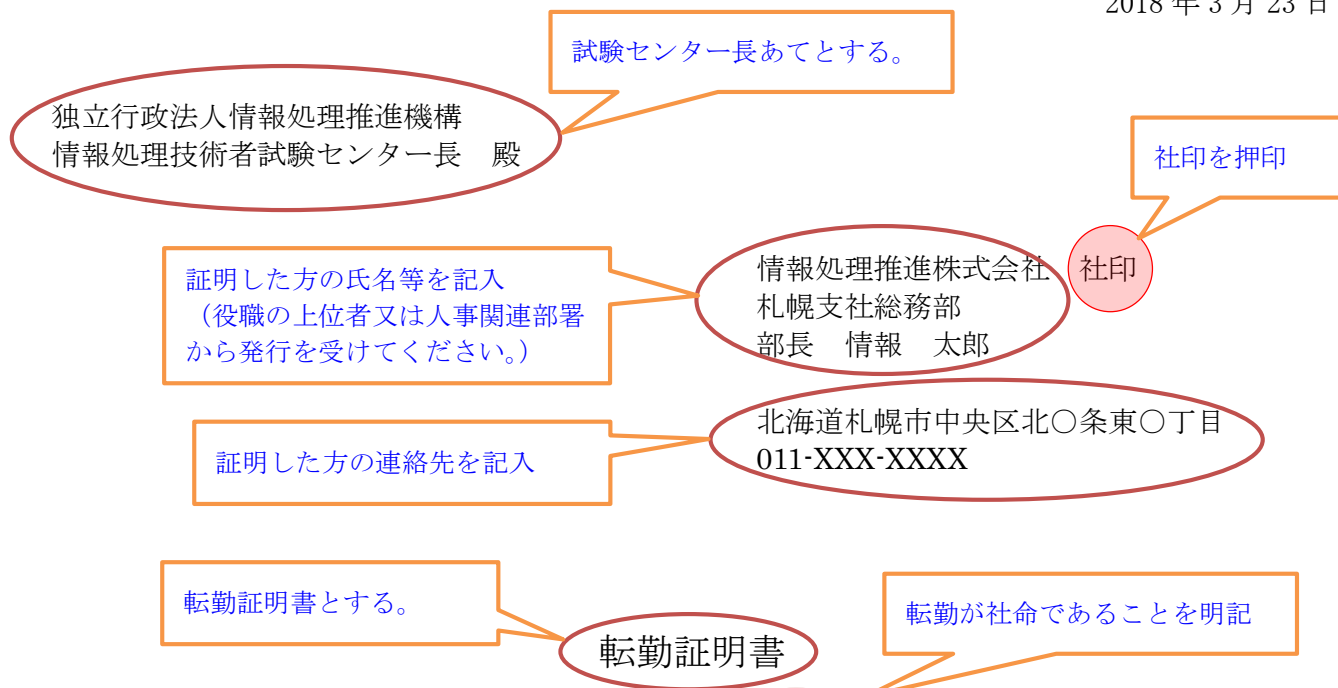 2018 年 3 月 23 日
試験センター長あてとする。
独立行政法人情報処理推進機構
情報処理技術者試験センター長　殿
社印を押印
証明した方の氏名等を記入
（役職の上位者又は人事関連部署
から発行を受けてください。）
情報処理推進株式会社
社印
札幌支社総務部
部長　情報　太郎
北海道札幌市中央区北○条東○丁目
011-XXX-XXXX
証明した方の連絡先を記入
転勤証明書とする。
転勤が社命であることを明記
転勤証明書